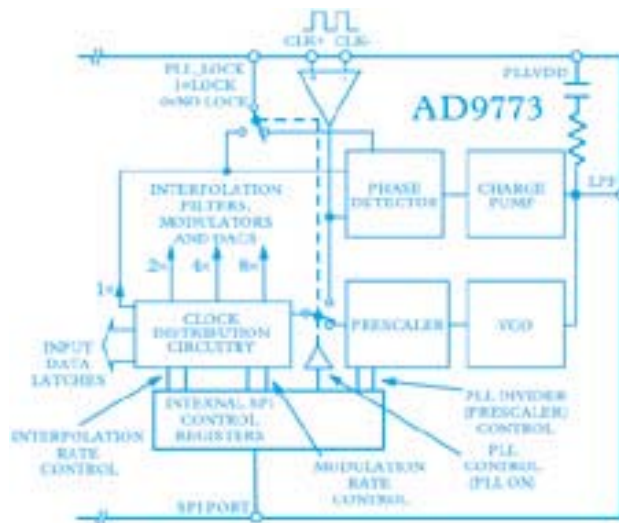 CLK+ CLK-
PLL_LOCK
1=LOCK
0=NO LOCK
PLLVDD
AD9773
INTERPOLATION
FILTERS,
MODULATORS
AND DACS
PHASE
DETECTOR
CHARGE
PUMP
LPF
2× 4× 8×
1×
CLOCK
DISTRIBUTION
CIRCUITRY
PRESCALER
VCO
INPUT
DATA
LATCHES
INTERNAL SPI
CONTROL
REGISTERS
PLL DIVIDER
(PRESCALER)
CONTROL
INTERPOLATION
RATE
CONTROL
MODULATION
RATE
CONTROL
PLL
CONTROL
(PLL ON)
SPI PORT